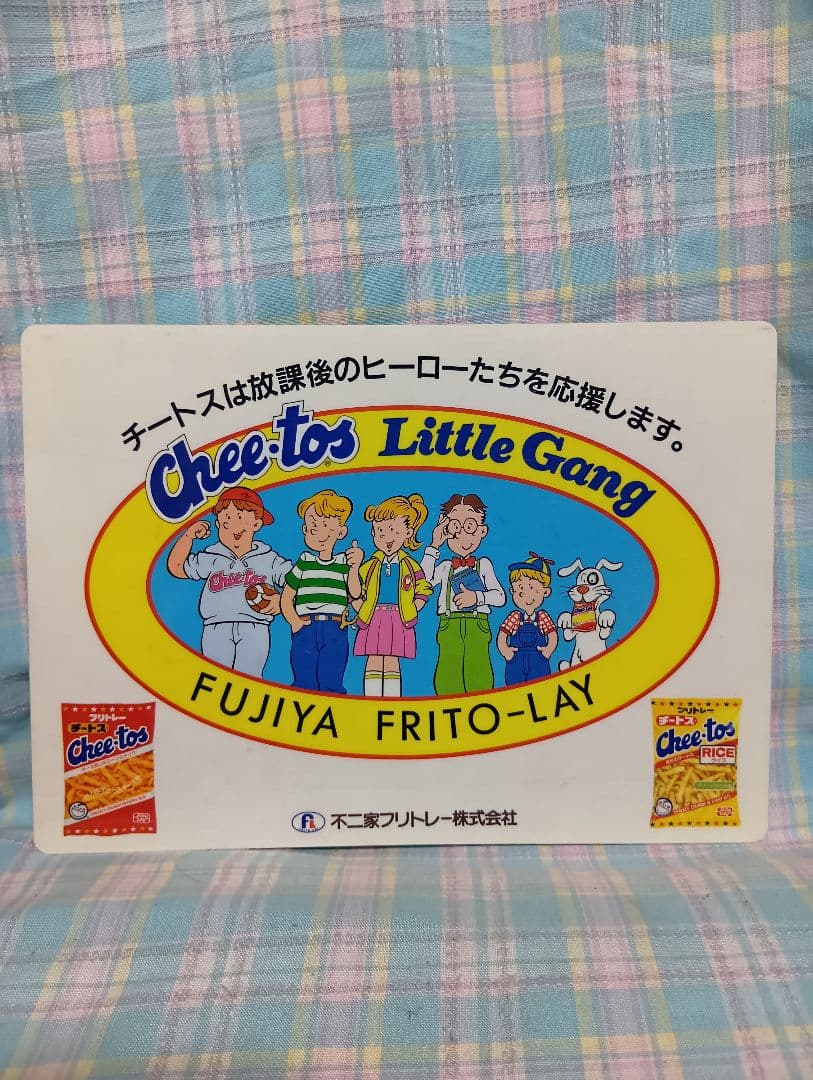 チートスは放課後のヒーローたちを応援します。
Chee·tos® Little Gang
Chee·tos
FUJIYA FRITO-LAY
フリトレー
チートス
Chee·tos
フリトレー
チートス
Chee·tos
RICE
ライス
不二家フリトレー株式会社